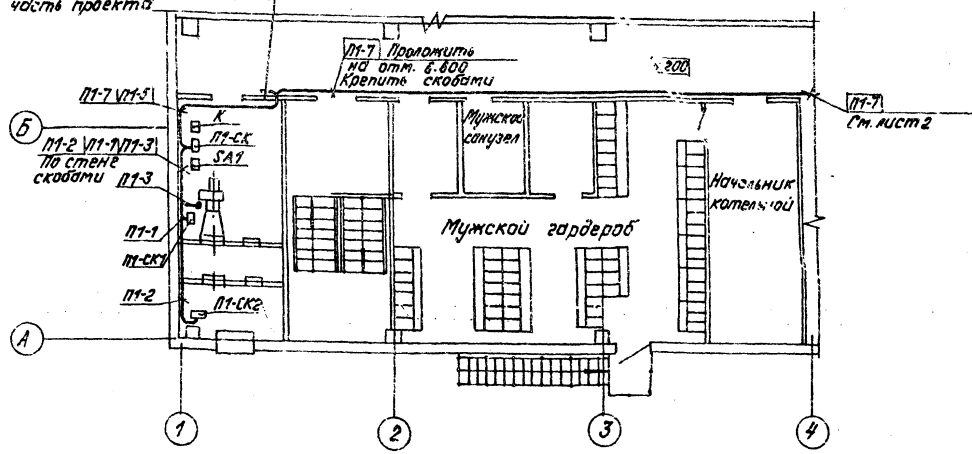 часть проекта
П1-7 Проложить
на отм. 6.600
Крепить скобами
200
П1-7 П1-5
К
П1-СК
SA1
П1-7
См. лист 2
Б
П1-2 П1-1 П1-3
По стене
скобами
П1-3
Мужской
санузел
Начальник
котельной
Мужской гардероб
П1-1
П1-СК1
П1-2
П1-СК2
А
1
2
3
4